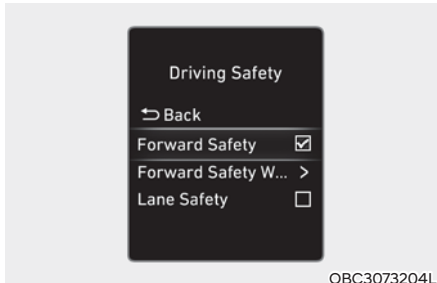 Driving Safety
Back
Forward Safety
Forward Safety W... >
Lane Safety
OBC3073204L